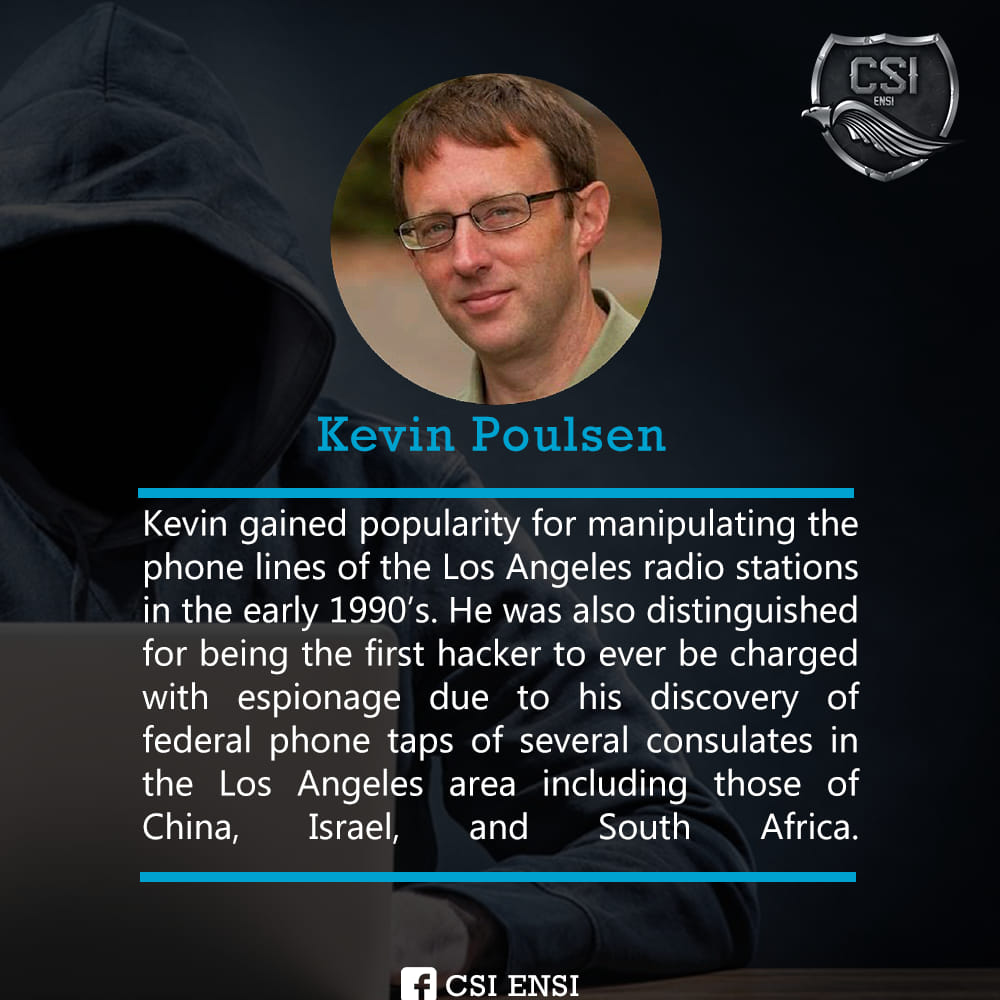 CSI
ENSI
Kevin Poulsen
Kevin gained popularity for manipulating the
phone lines of the Los Angeles radio stations
in the early 1990’s. He was also distinguished
for being the first hacker to ever be charged
with espionage due to his discovery of
federal phone taps of several consulates in
the Los Angeles area including those of
China, Israel, and South Africa.
f CSI ENSI